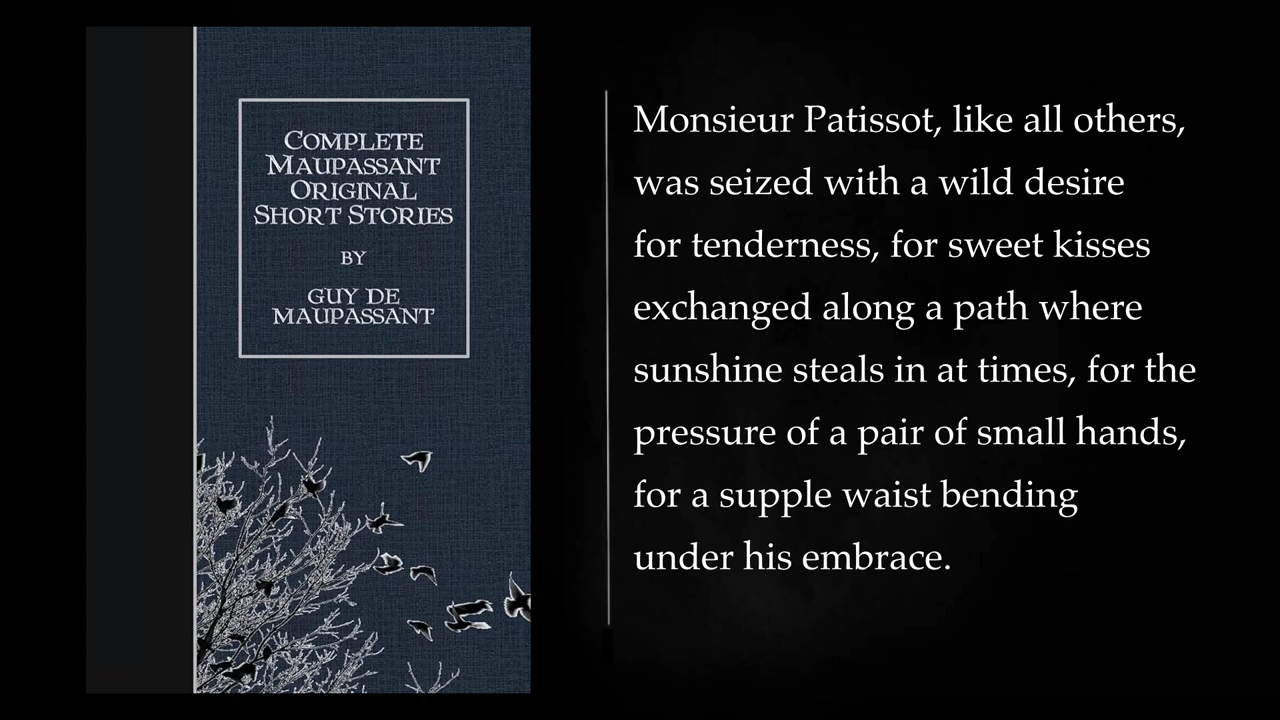 COMPLETE
MAUPASSANT
ORIGINAL
SHORT STORIES
BY
GUY DE
MAUPASSANT
Monsieur Patissot, like all others,
was seized with a wild desire
for tenderness, for sweet kisses
exchanged along a path where
sunshine steals in at times, for the
pressure of a pair of small hands,
for a supple waist bending
under his embrace.